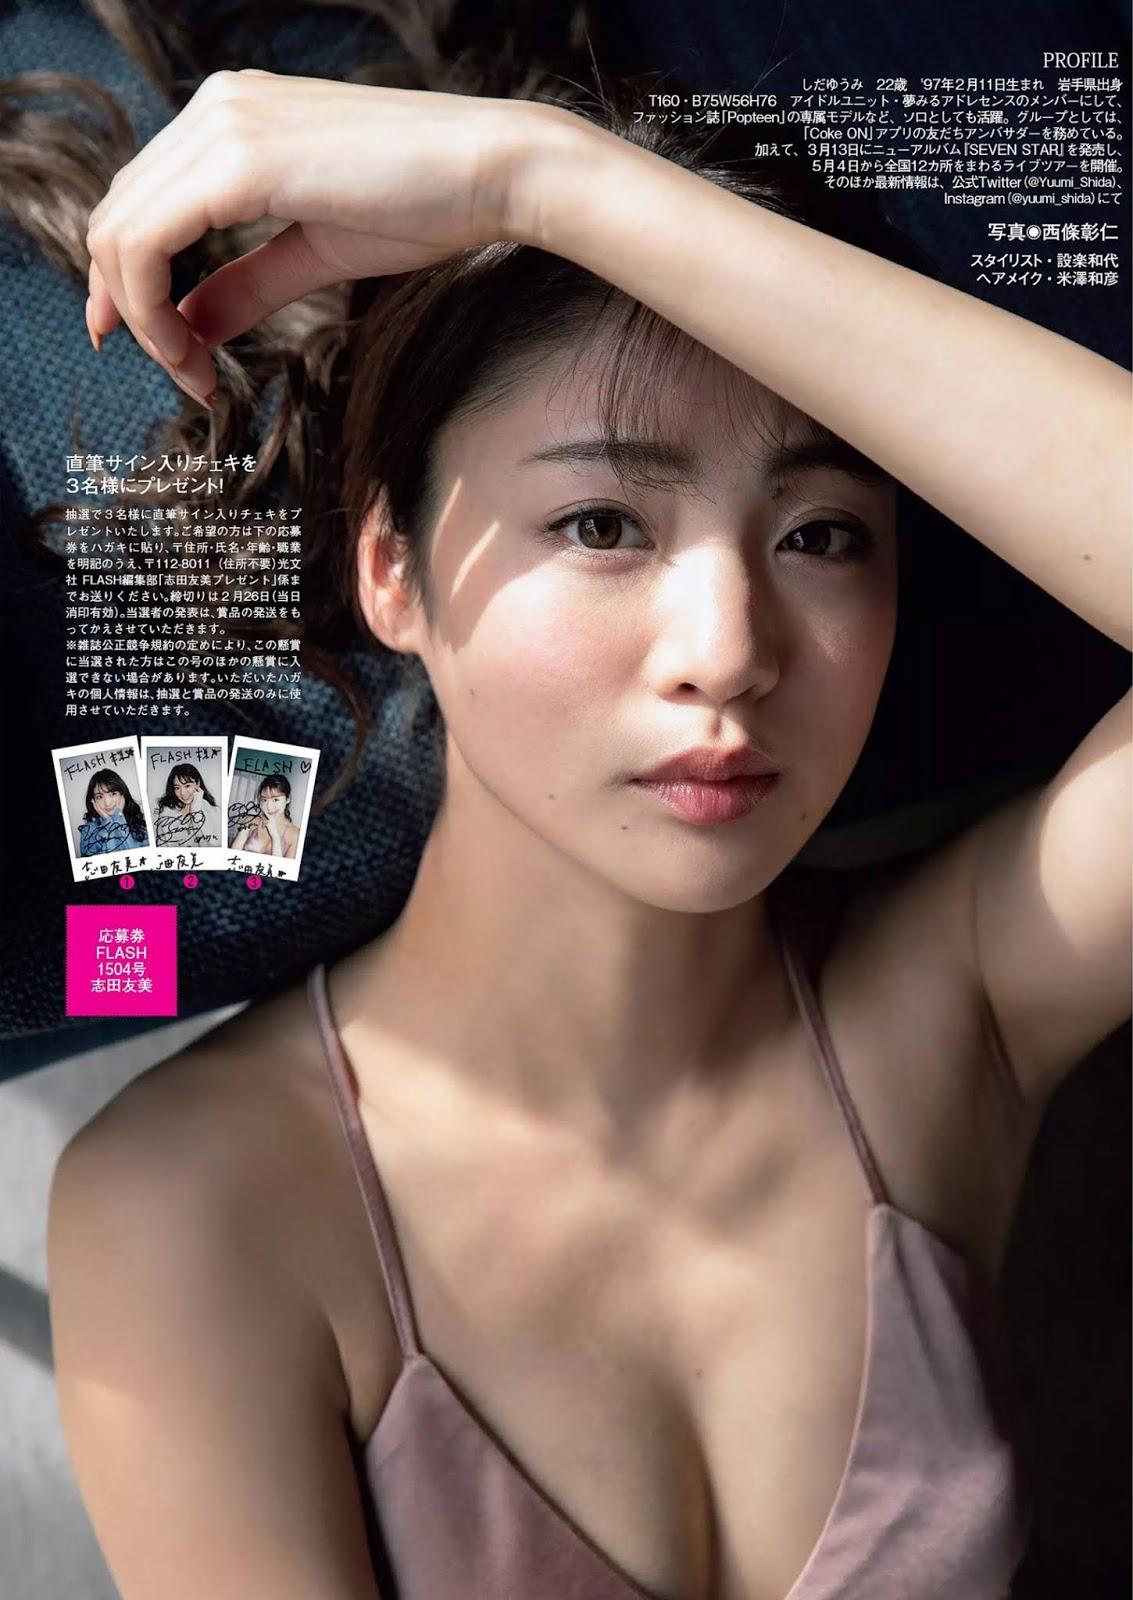 PROFILE
しだゆうみ　22歳　'97年2月11日生まれ　岩手県出身
T160・B75W56H76　アイドルユニット・夢みるアドレセンスのメンバーにして、
ファッション誌「Popteen」の専属モデルなど、ソロとしても活躍。グループとしては、
「Coke ON」アプリの友だちアンバサダーを務めている。
加えて、3月13日にニューアルバム『SEVEN STAR』を発売し、
5月4日から全国12カ所をまわるライブツアーを開催。
そのほか最新情報は、公式Twitter(@Yuumi_Shida)、
Instagram(@yuumi_shida)にて
写真◉西條彰仁
スタイリスト・設楽和代
ヘアメイク・米澤和彦
直筆サイン入りチェキを
3名様にプレゼント!
抽選で3名様に直筆サイン入りチェキをプ
レゼントいたします。ご希望の方は下の応募
券をハガキに貼り、〒住所・氏名・年齢・職業
を明記のうえ、〒112-8011（住所不要）光文
社 FLASH編集部「志田友美プレゼント」係ま
でお送りください。締切りは2月26日（当日
消印有効）。当選者の発表は、賞品の発送をも
ってかえさせていただきます。
※雑誌公正競争規約の定めにより、この懸賞
に当選された方はこの号のほかの懸賞に入
選できない場合があります。いただいたハガ
キの個人情報は、抽選と賞品の発送のみに使
用させていただきます。
FLASH 様
FLASH 様
FLASH ♡
志田友美
志田友美
志田友美
1
2
3
応募券
FLASH
1504号
志田友美